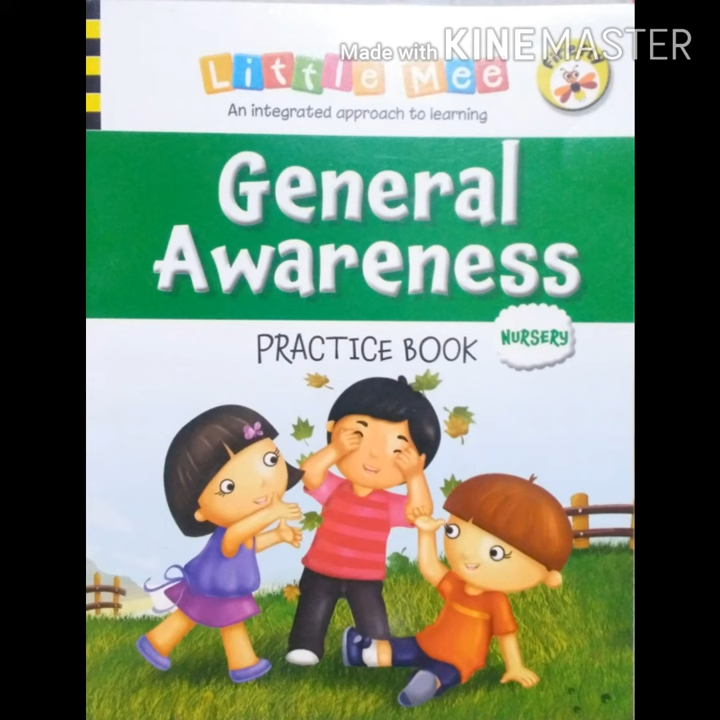 Made with KINEMASTER
Little Mee
An integrated approach to learning
General
Awareness
PRACTICE BOOK
NURSERY